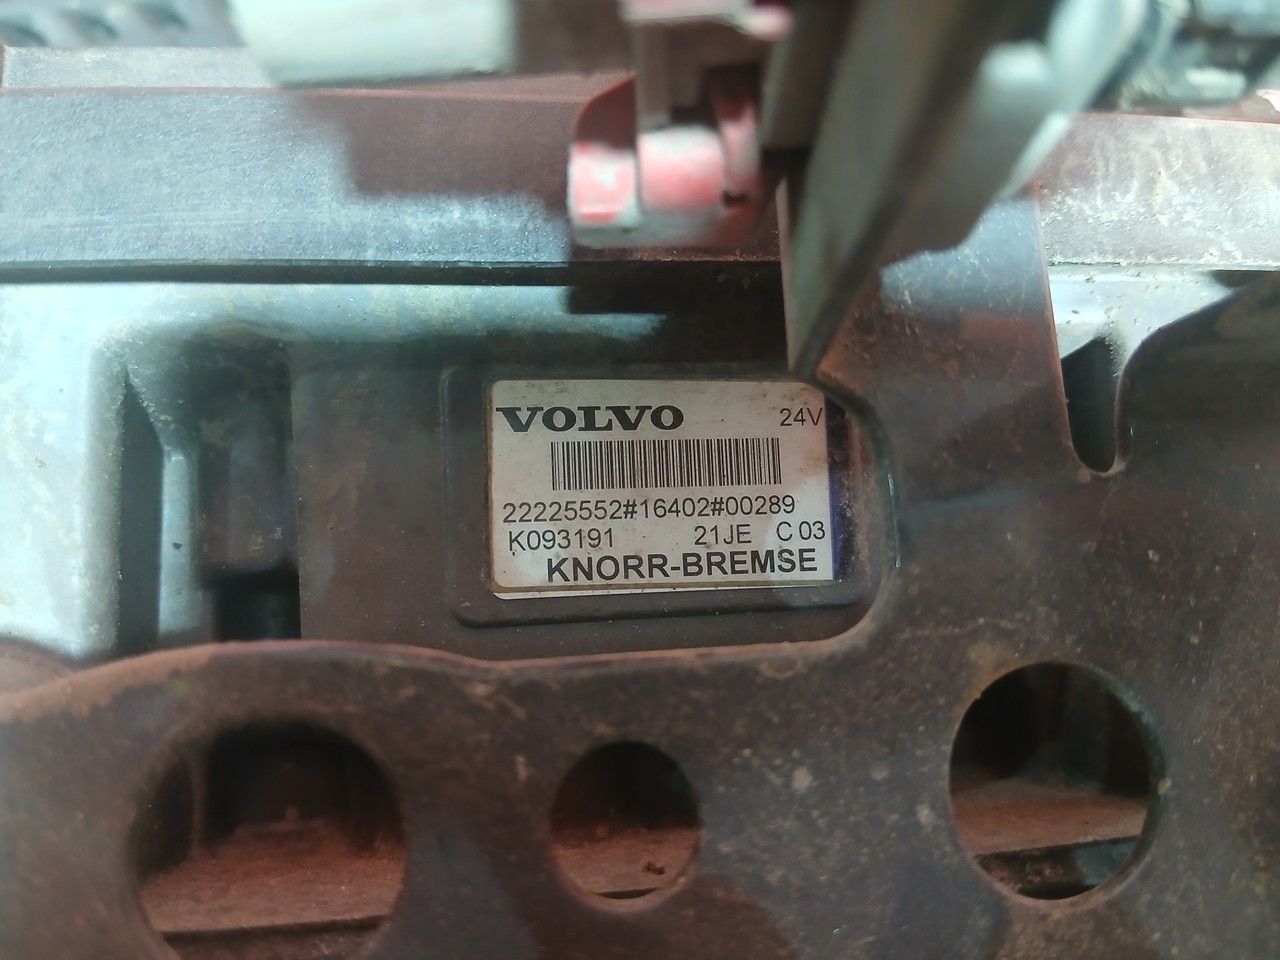 VOLVO 24V
22225552#16402#00289
K093191 21JE C 03
KNORR-BREMSE